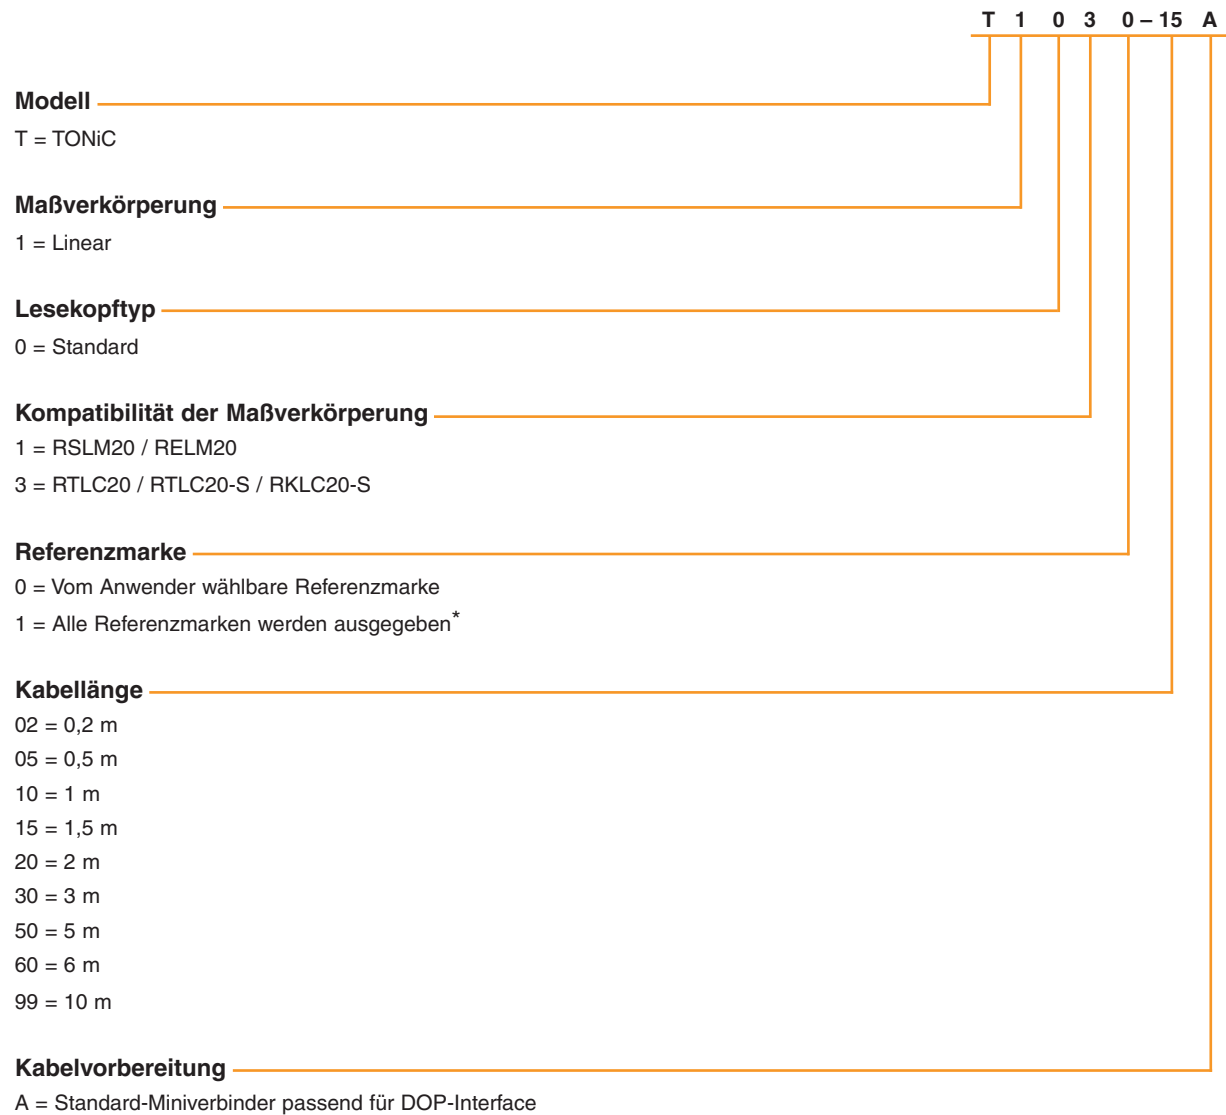 T 1 0 3 0 – 15 A
Modell
T = TONiC
Maßverkörperung
1 = Linear
Lesekopftyp
0 = Standard
Kompatibilität der Maßverkörperung
1 = RSLM20 / RELM20
3 = RTLC20 / RTLC20-S / RKLC20-S
Referenzmarke
0 = Vom Anwender wählbare Referenzmarke
1 = Alle Referenzmarken werden ausgegeben*
Kabellänge
02 = 0,2 m
05 = 0,5 m
10 = 1 m
15 = 1,5 m
20 = 2 m
30 = 3 m
50 = 5 m
60 = 6 m
99 = 10 m
Kabelvorbereitung
A = Standard-Miniverbinder passend für DOP-Interface